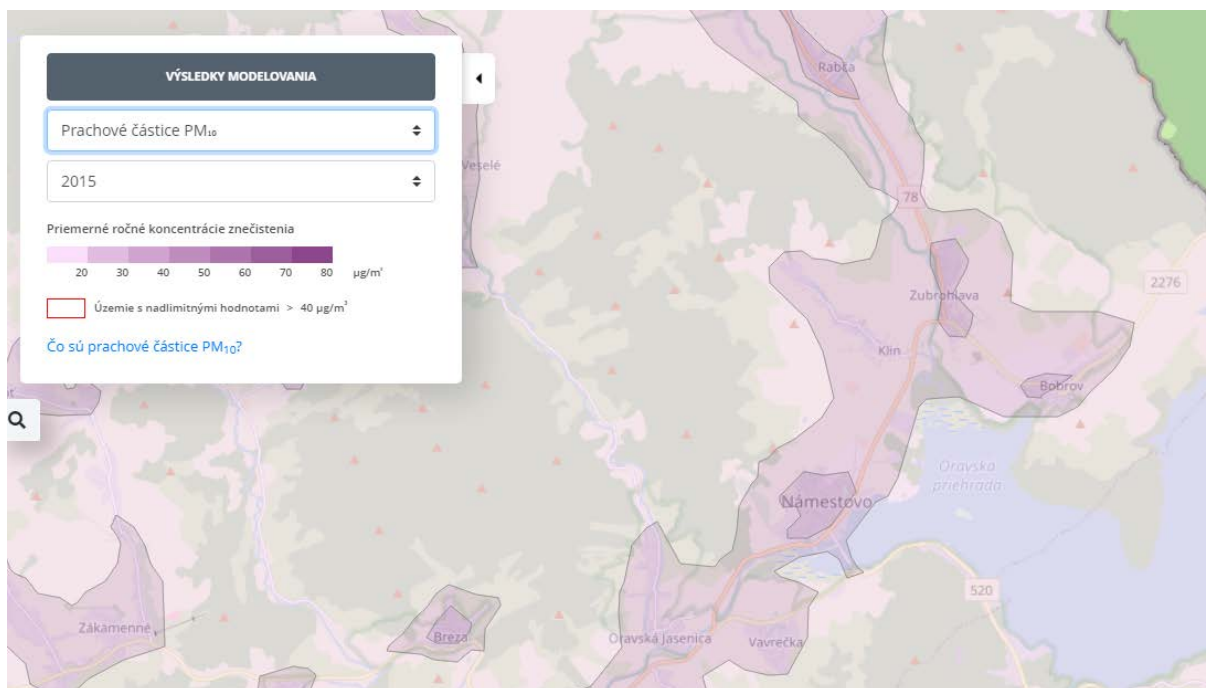 VÝSLEDKY MODELOVANIA
Prachové částice PM₁₀
2015
Priemerné ročné koncentrácie znečistenia
20 30 40 50 60 70 80 µg/m³
Územie s nadlimitnými hodnotami > 40 µg/m³
Čo sú prachové částice PM₁₀?
Rabča
Veselé
78
2276
Zubrohlava
Klin
Bobrov
Oravská
priehrada
Námestovo
520
Zákamenné
Breza
Oravská Jasenica
Vavrečka